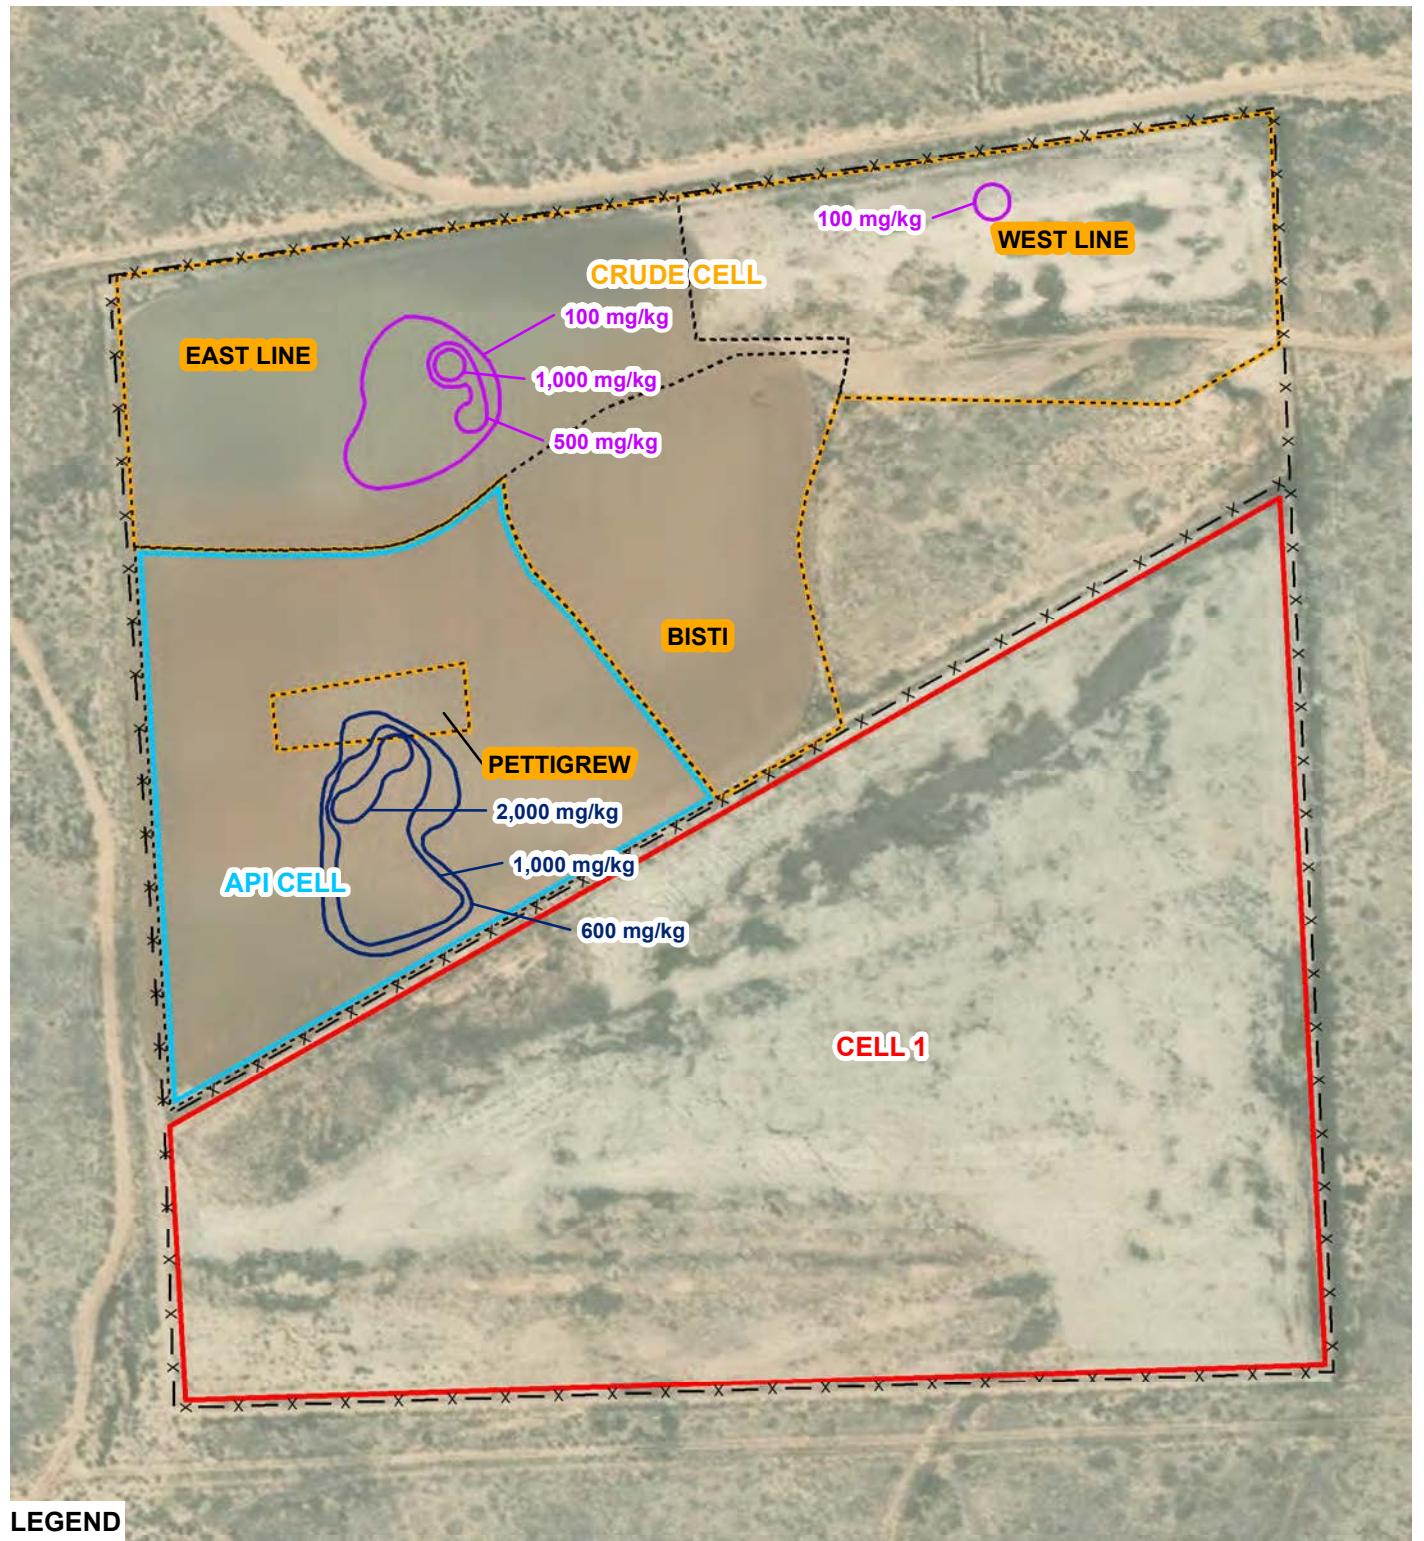 100 mg/kg
WEST LINE
CRUDE CELL
100 mg/kg
EAST LINE
1,000 mg/kg
500 mg/kg
BISTI
PETTIGREW
2,000 mg/kg
1,000 mg/kg
API CELL
600 mg/kg
CELL 1
LEGEND